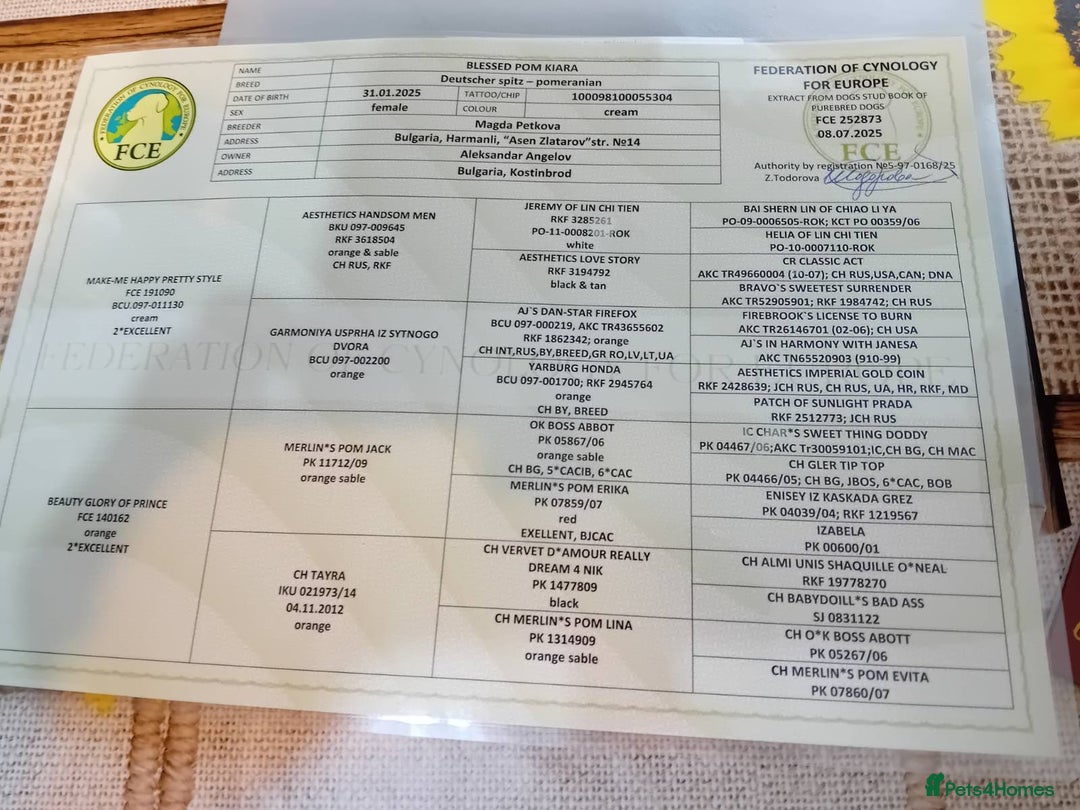 FEDERATION OF CYNOLOGY FOR EUROPE
FCE
NAME BLESSED POM KIARA
BREED Deutscher spitz – pomeranian
DATE OF BIRTH 31.01.2025 TATTOO/CHIP 100098100055304
SEX female COLOUR cream
BREEDER Magda Petkova
ADDRESS Bulgaria, Harmanli, “Asen Zlatarov”str. №14
OWNER Aleksandar Angelov
ADDRESS Bulgaria, Kostinbrod
FEDERATION OF CYNOLOGY
FOR EUROPE
EXTRACT FROM DOGS STUD BOOK OF
PUREBRED DOGS
FCE 252873
08.07.2025
FCE
Authority by registration №5-97-0168/25
Z.Todorova
MAKE-ME HAPPY PRETTY STYLE
FCE 191090
BCU.097-011130
cream
2*EXCELLENT
BEAUTY GLORY OF PRINCE
FCE 140162
orange
2*EXCELLENT
AESTHETICS HANDSOM MEN
BKU 097-009645
RKF 3618504
orange & sable
CH RUS, RKF
GARMONIYA USPRHA IZ SYTNOGO
DVORA
BCU 097-002200
orange
MERLIN*S POM JACK
PK 11712/09
orange sable
CH TAYRA
IKU 021973/14
04.11.2012
orange
JEREMY OF LIN CHI TIEN
RKF 3285261
PO-11-0008201-ROK
white
AESTHETICS LOVE STORY
RKF 3194792
black & tan
AJ`S DAN-STAR FIREFOX
BCU 097-000219, AKC TR43655602
RKF 1862342; orange
CH INT,RUS,BY,BREED,GR RO,LV,LT,UA
YARBURG HONDA
BCU 097-001700; RKF 2945764
orange
CH BY, BREED
OK BOSS ABBOT
PK 05867/06
orange sable
CH BG, 5*CACIB, 6*CAC
MERLIN*S POM ERIKA
PK 07859/07
red
EXELLENT, BJCAC
CH VERVET D*AMOUR REALLY
DREAM 4 NIK
PK 1477809
black
CH MERLIN*S POM LINA
PK 1314909
orange sable
BAI SHERN LIN OF CHIAO LI YA
PO-09-0006505-ROK; KCT PO 00359/06
HELIA OF LIN CHI TIEN
PO-10-0007110-ROK
CR CLASSIC ACT
AKC TR49660004 (10-07); CH RUS,USA,CAN; DNA
BRAVO`S SWEETEST SURRENDER
AKC TR52905901; RKF 1984742; CH RUS
FIREBROOK`S LICENSE TO BURN
AKC TR26146701 (02-06); CH USA
AJ`S IN HARMONY WITH JANESA
AKC TN65520903 (910-99)
AESTHETICS IMPERIAL GOLD COIN
RKF 2428639; JCH RUS, CH RUS, UA, HR, RKF, MD
PATCH OF SUNLIGHT PRADA
RKF 2512773; JCH RUS
IC CHAR*S SWEET THING DODDY
PK 04467/06;AKC Tr30059101;IC,CH BG, CH MAC
CH GLER TIP TOP
PK 04466/05; CH BG, JBOS, 6*CAC, BOB
ENISEY IZ KASKADA GREZ
PK 04039/04; RKF 1219567
IZABELA
PK 00600/01
CH ALMI UNIS SHAQUILLE O*NEAL
RKF 19778270
CH BABYDOILL*S BAD ASS
SJ 0831122
CH O*K BOSS ABOTT
PK 05267/06
CH MERLIN*S POM EVITA
PK 07860/07
FEDERATION OF CYNOLOGY FOR EUROPE
Pets4Homes